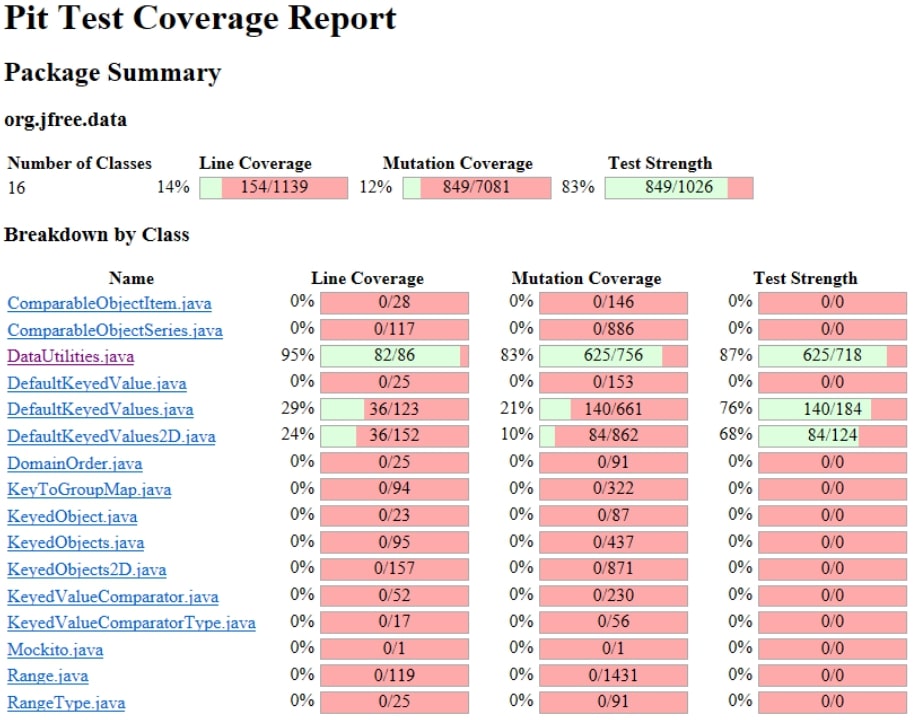 Pit Test Coverage Report
Package Summary
org.jfree.data
Number of Classes Line Coverage Mutation Coverage Test Strength
16 14% 154/1139 12% 849/7081 83% 849/1026
Breakdown by Class
Name Line Coverage Mutation Coverage Test Strength
ComparableObjectItem.java 0% 0/28 0% 0/146 0% 0/0
ComparableObjectSeries.java 0% 0/117 0% 0/886 0% 0/0
DataUtilities.java 95% 82/86 83% 625/756 87% 625/718
DefaultKeyedValue.java 0% 0/25 0% 0/153 0% 0/0
DefaultKeyedValues.java 29% 36/123 21% 140/661 76% 140/184
DefaultKeyedValues2D.java 24% 36/152 10% 84/862 68% 84/124
DomainOrder.java 0% 0/25 0% 0/91 0% 0/0
KeyToGroupMap.java 0% 0/94 0% 0/322 0% 0/0
KeyedObject.java 0% 0/23 0% 0/87 0% 0/0
KeyedObjects.java 0% 0/95 0% 0/437 0% 0/0
KeyedObjects2D.java 0% 0/157 0% 0/871 0% 0/0
KeyedValueComparator.java 0% 0/52 0% 0/230 0% 0/0
KeyedValueComparatorType.java 0% 0/17 0% 0/56 0% 0/0
Mockito.java 0% 0/1 0% 0/1 0% 0/0
Range.java 0% 0/119 0% 0/1431 0% 0/0
RangeType.java 0% 0/25 0% 0/91 0% 0/0